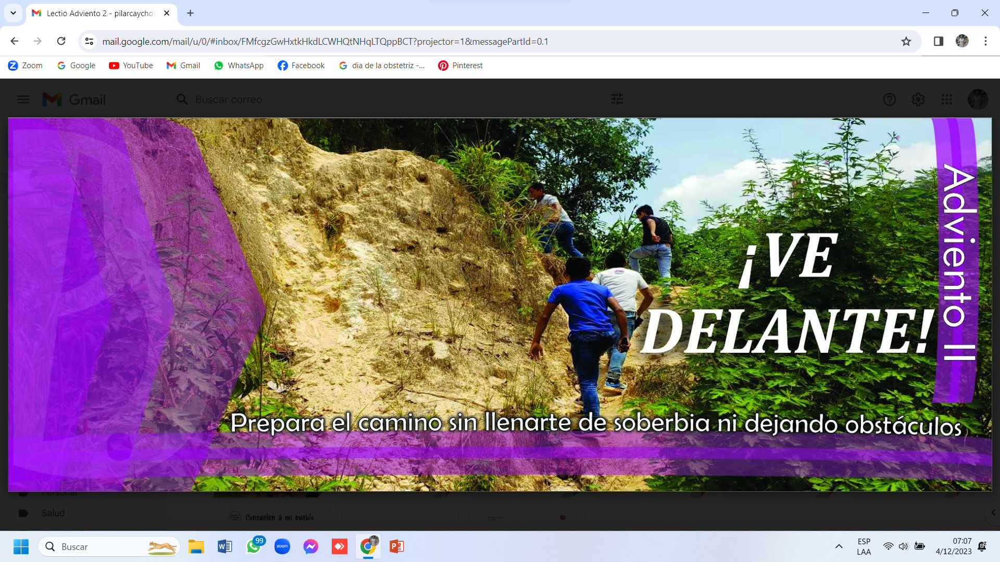 Lectio Adviento 2 - pilarcaycho
mail.google.com/mail/u/0/#inbox/FMfcgzGwHxtkHkdLCWHQtNHqLTQppBCT?projector=1&messagePartId=0.1
Zoom
Google
YouTube
Gmail
WhatsApp
Facebook
dia de la obstetriz -...
Pinterest
Gmail
Buscar correo
Adviento II
¡VE
DELANTE!
Prepara el camino sin llenarte de soberbia ni dejando obstáculos
Personal
Salud
Consuelen a mi pueblo
Buscar
99
zoom
ESP
LAA
07:07
4/12/2023